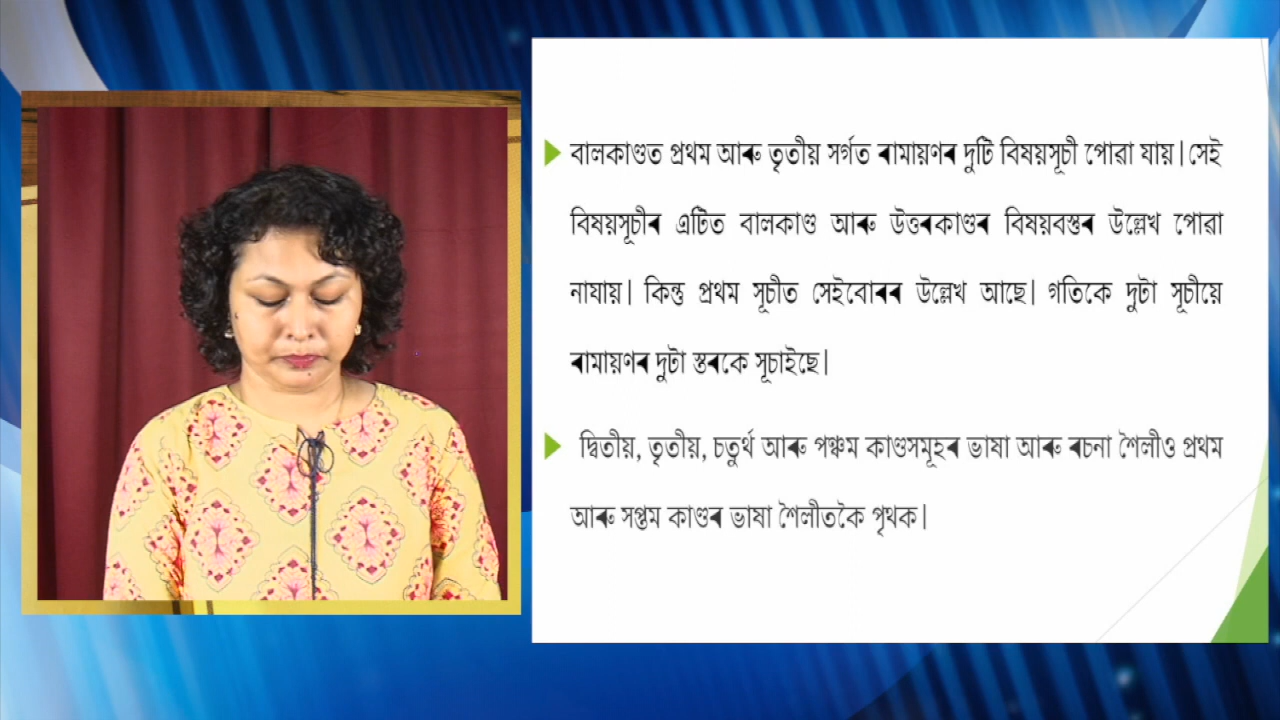 বালকাণ্ডত প্ৰথম আৰু তৃতীয় সৰ্গত ৰামায়ণৰ দুটি বিষয়সূচী পোৱা যায়। সেই
বিষয়সূচীৰ এটিত বালকাণ্ড আৰু উত্তৰকাণ্ডৰ বিষয়বস্তুৰ উল্লেখ পোৱা
নাযায়। কিন্তু প্ৰথম সূচীত সেইবোৰৰ উল্লেখ আছে। গতিকে দুটা সূচীয়ে
ৰামায়ণৰ দুটা স্তৰকে সূচাইছে।
দ্বিতীয়, তৃতীয়, চতুৰ্থ আৰু পঞ্চম কাণ্ডসমূহৰ ভাষা আৰু ৰচনা শৈলীও প্ৰথম
আৰু সপ্তম কাণ্ডৰ ভাষা শৈলীতকৈ পৃথক।